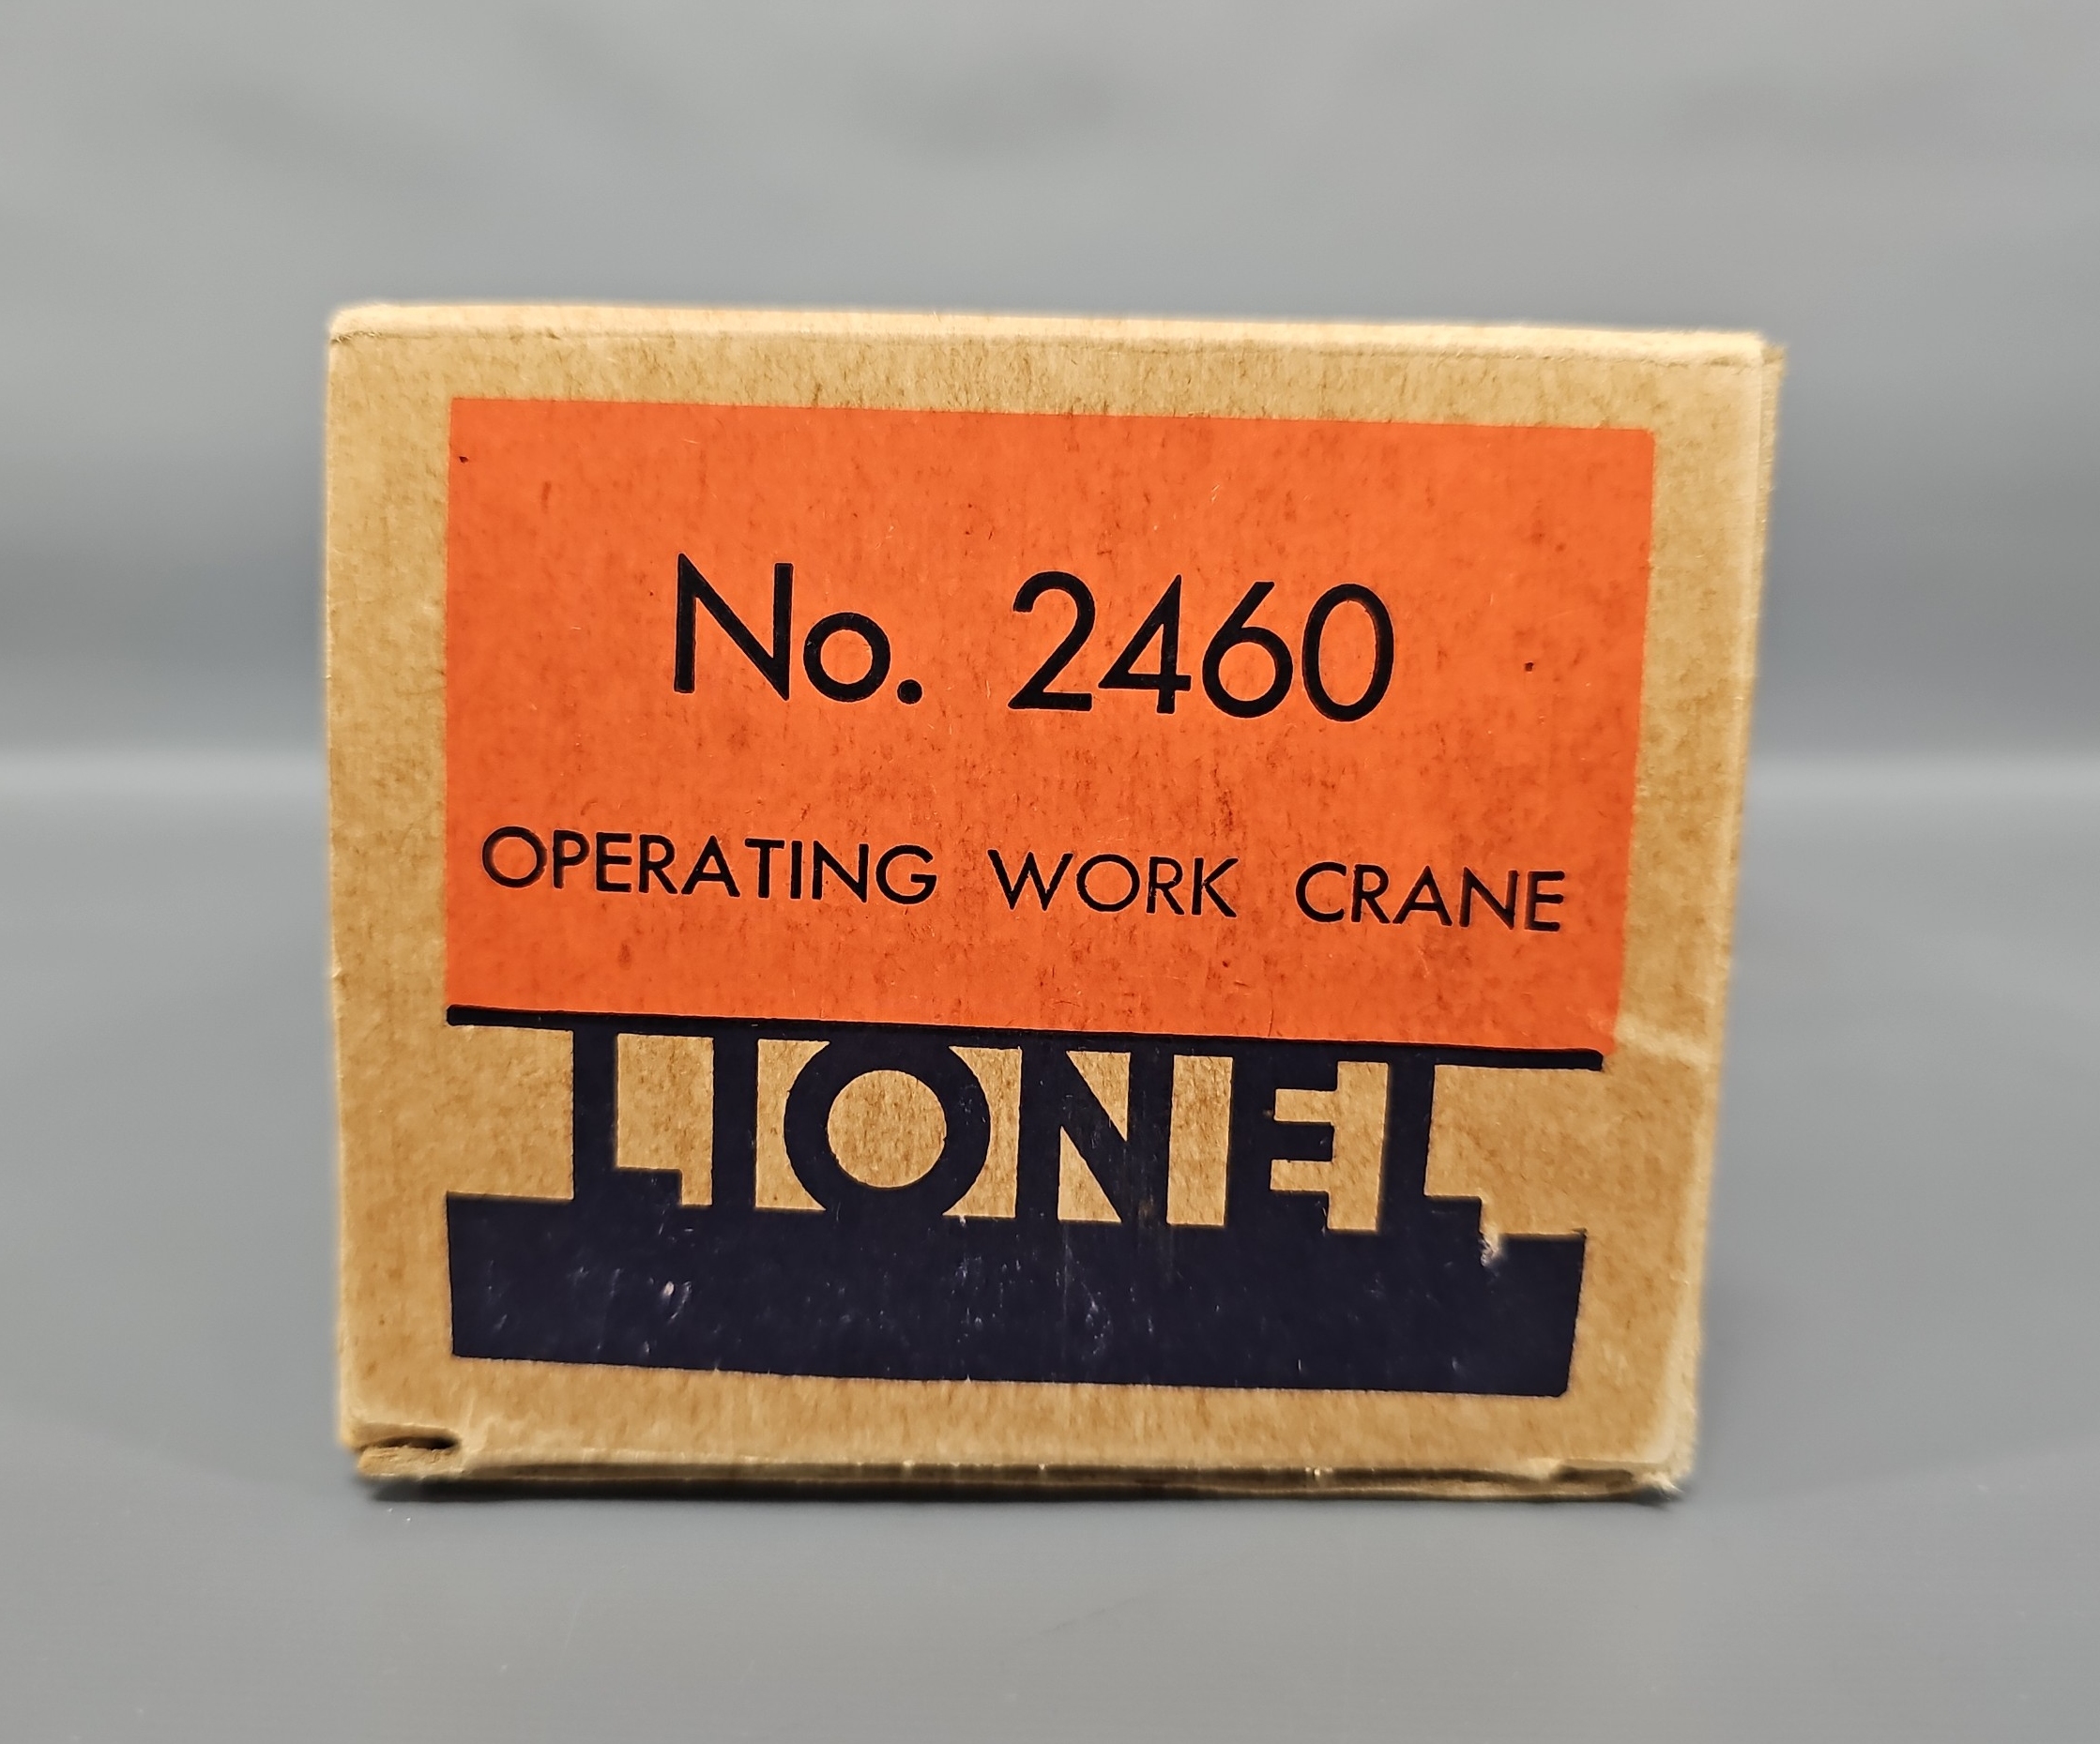 No. 2460
OPERATING WORK CRANE
LIONEL